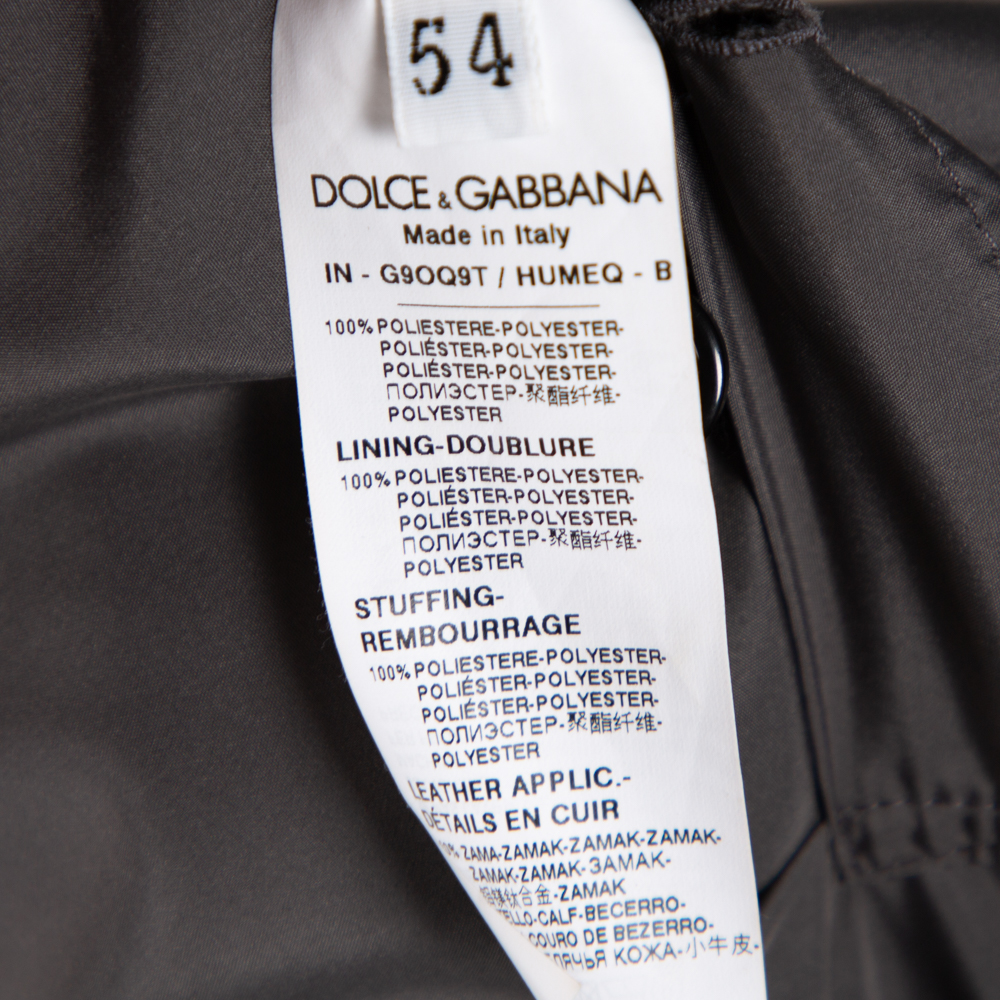 54
DOLCE & GABBANA
Made in Italy
IN - G9OQ9T / HUMEQ - B
100% POLIESTERE-POLYESTER-
POLIÉSTER-POLYESTER-
POLIÉSTER-POLYESTER-
ПОЛИЭСТЕР-聚酯纤维-
POLYESTER
LINING-DOUBLURE
100% POLIESTERE-POLYESTER-
POLIÉSTER-POLYESTER-
POLIÉSTER-POLYESTER-
ПОЛИЭСТЕР-聚酯纤维-
POLYESTER
STUFFING-
REMBOURRAGE
100% POLIESTERE-POLYESTER-
POLIÉSTER-POLYESTER-
POLIÉSTER-POLYESTER-
ПОЛИЭСТЕР-聚酯纤维-
POLYESTER
LEATHER APPLIC.-
DÉTAILS EN CUIR
ZAMA-ZAMAK-ZAMAK-ZAMAK-
ZAMAK-ZAMAK-ЗАМАК-
合金-ZAMAK
CALF-BECERRO-
COURO DE BEZERRO-
КОЖА-小牛皮-